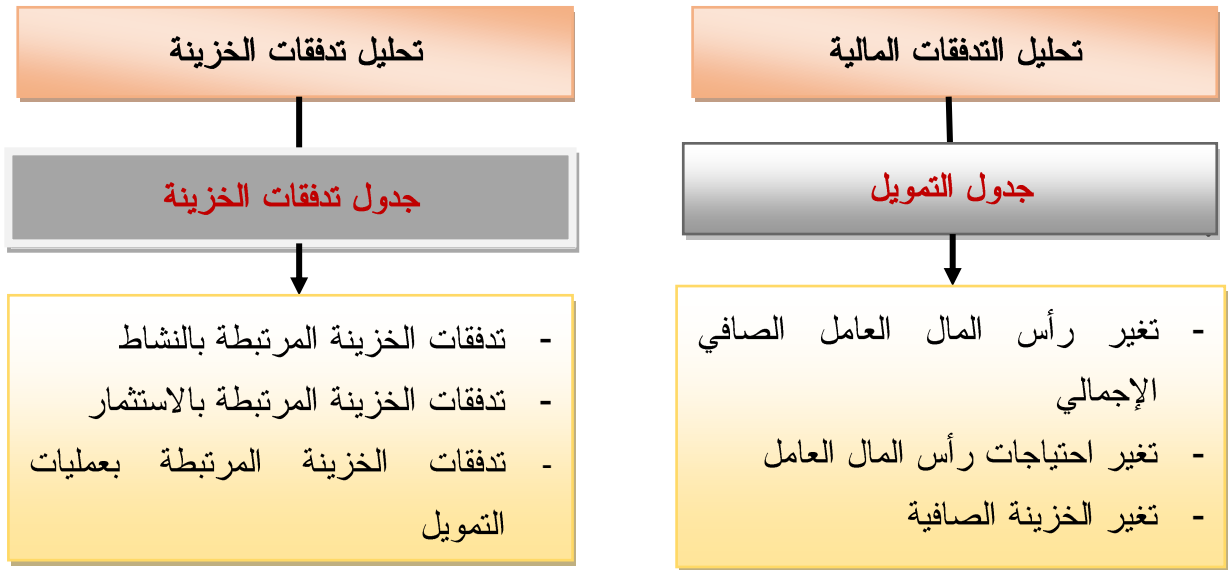 تحليل التدفقات المالية
جدول التمويل
- تغير رأس المال العامل الصافي
الإجمالي
- تغير احتياجات رأس المال العامل
- تغير الخزينة الصافية
تحليل تدفقات الخزينة
جدول تدفقات الخزينة
- تدفقات الخزينة المرتبطة بالنشاط
- تدفقات الخزينة المرتبطة بالاستثمار
- تدفقات الخزينة المرتبطة بعمليات
التمويل